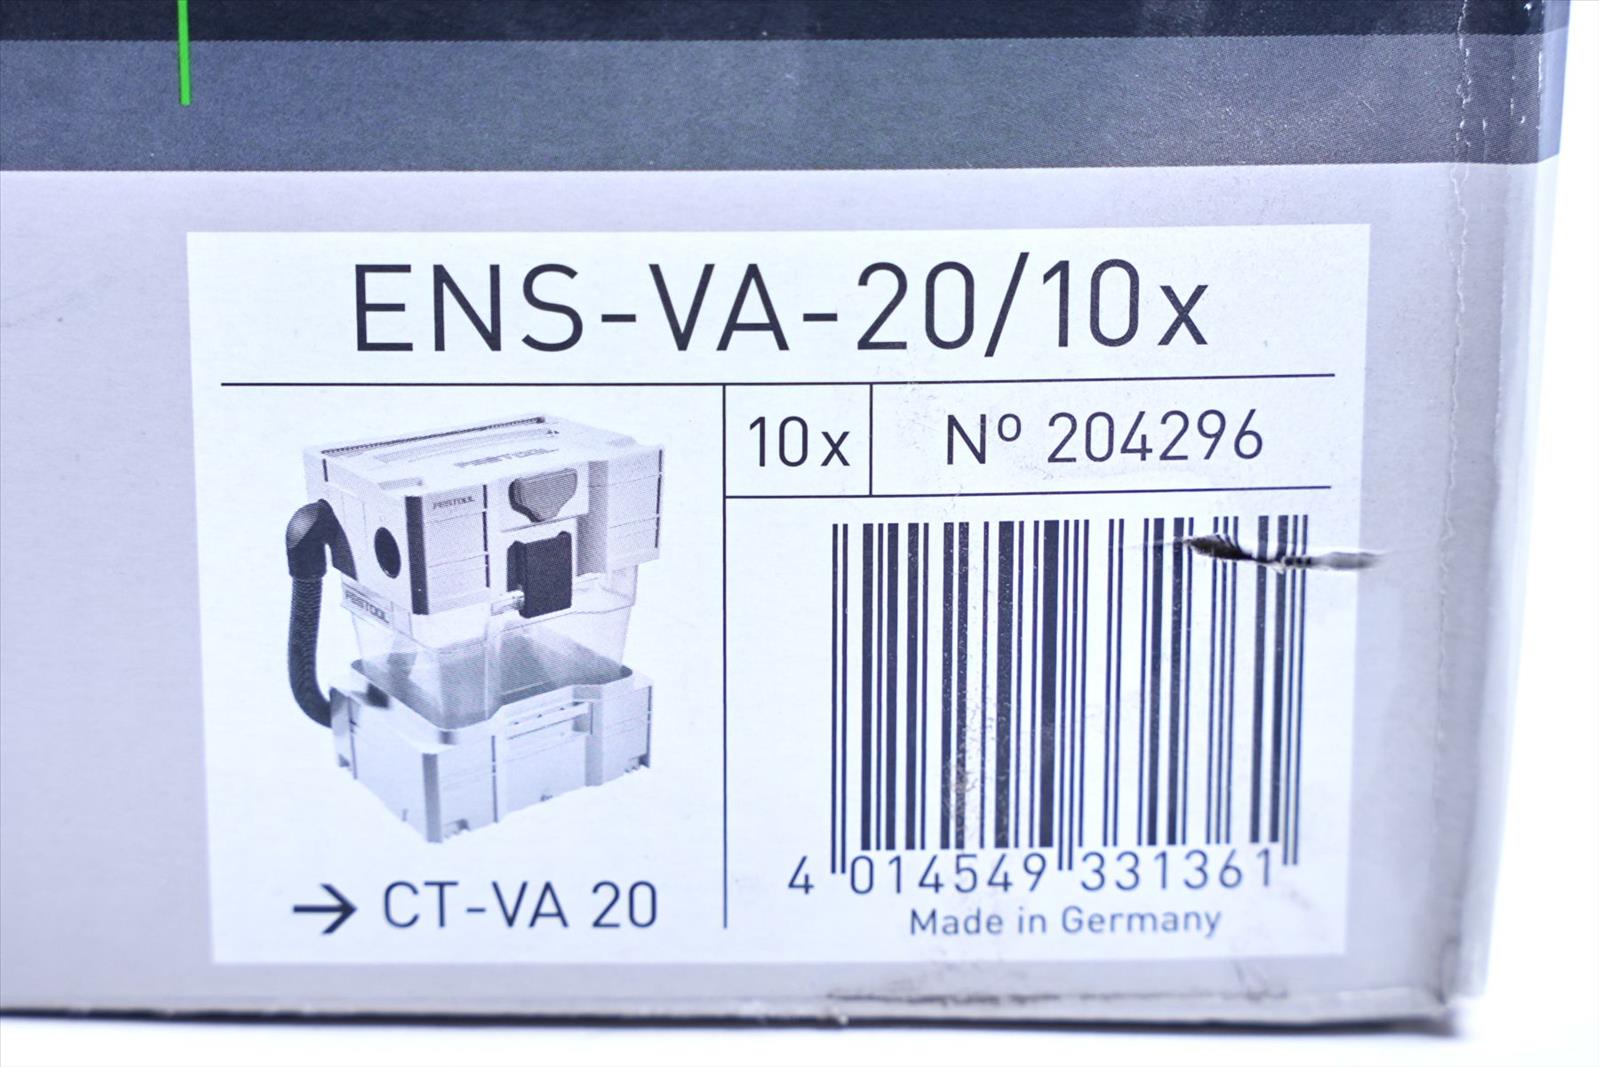 ENS-VA-20/10x
10x
Nº 204296
FESTOOL
FESTOOL
FESTOOL
→ CT-VA 20
4 014549 331361
Made in Germany